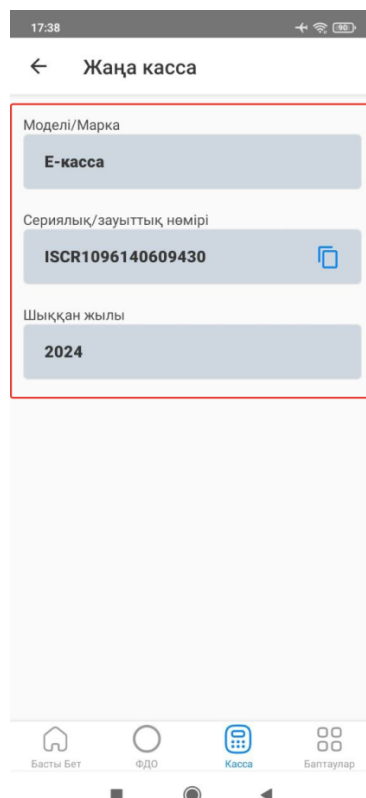 17:38
90
Жаңа касса
Моделі/Марка
Е-касса
Сериялық/зауыттық нөмірі
ISCR1096140609430
Шыққан жылы
2024
Басты Бет
ФДО
Касса
Баптаулар